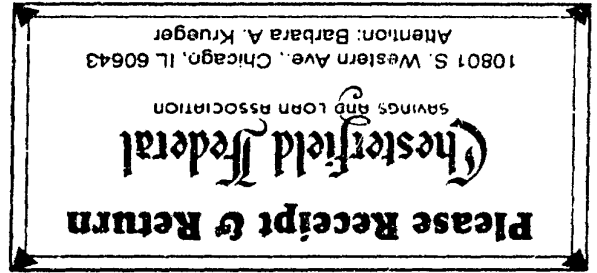 Please Receipt & Return
Chesterfield Federal
SAVINGS AND LOAN ASSOCIATION
10801 S. Western Ave., Chicago, IL 60643
Attention: Barbara A. Krueger